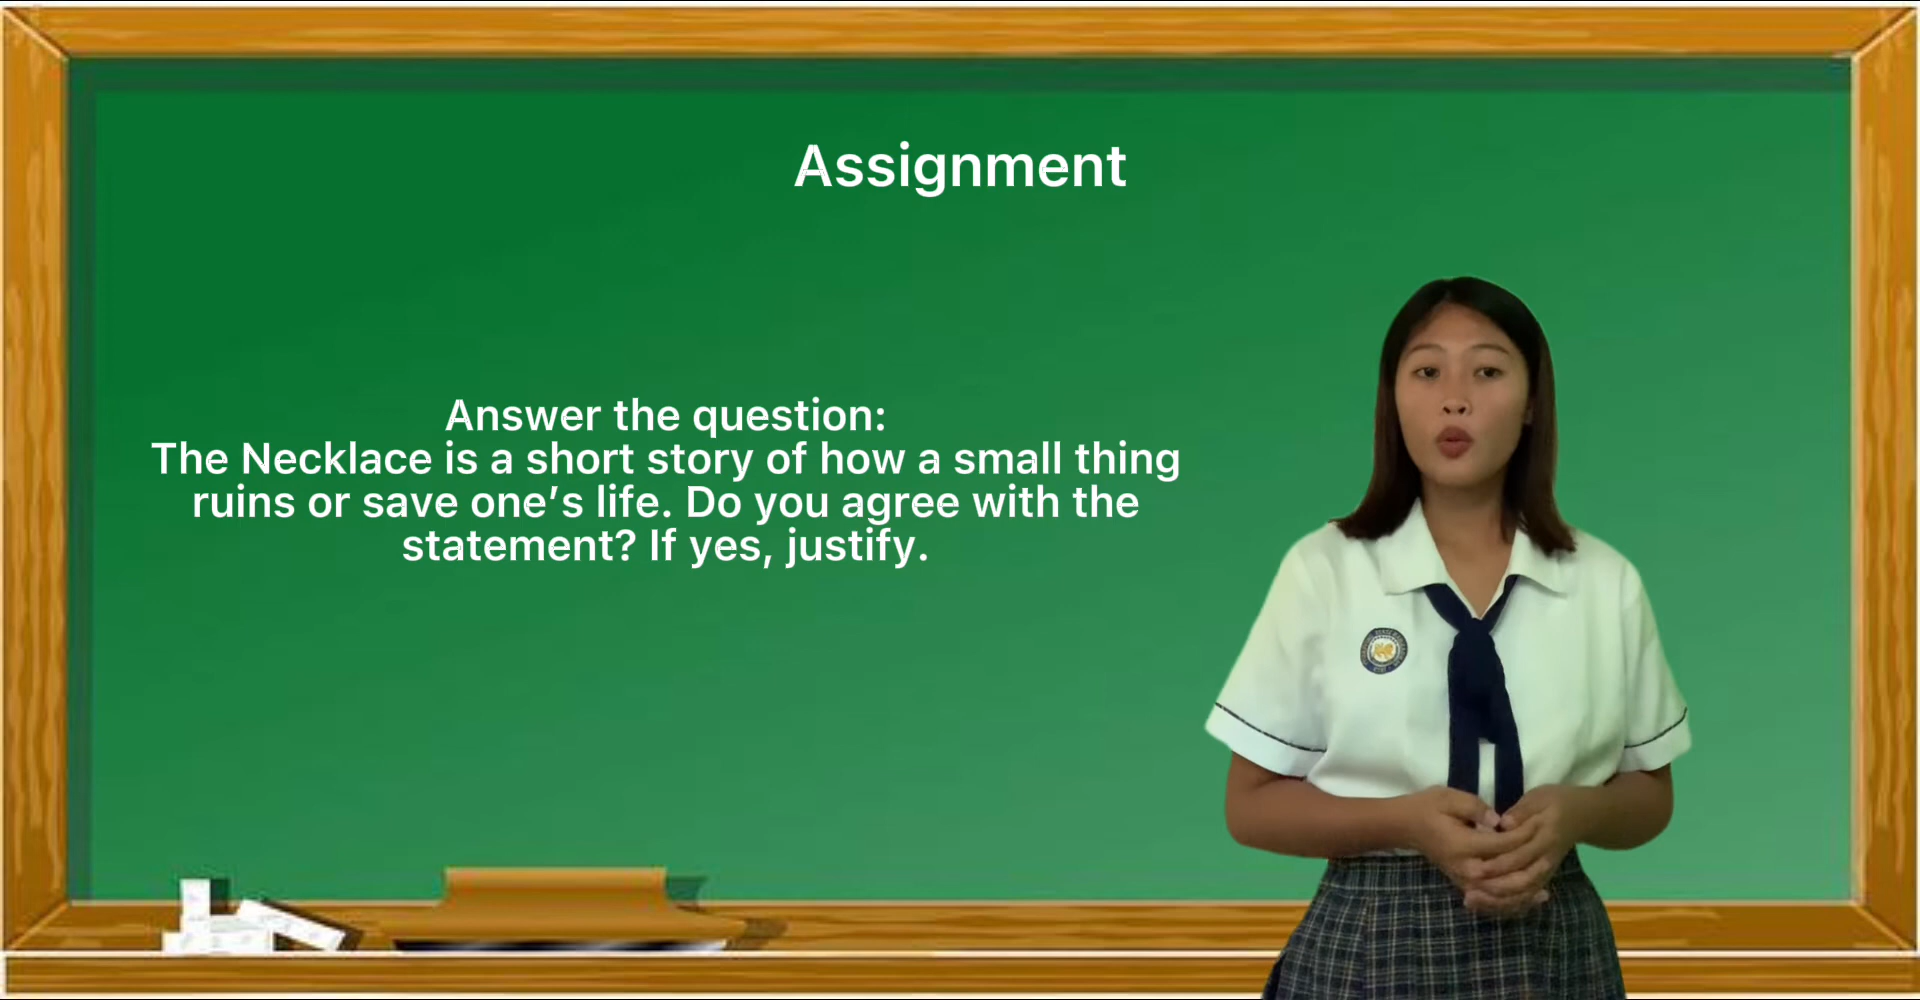 Assignment
Answer the question:
The Necklace is a short story of how a small thing
ruins or save one’s life. Do you agree with the
statement? If yes, justify.